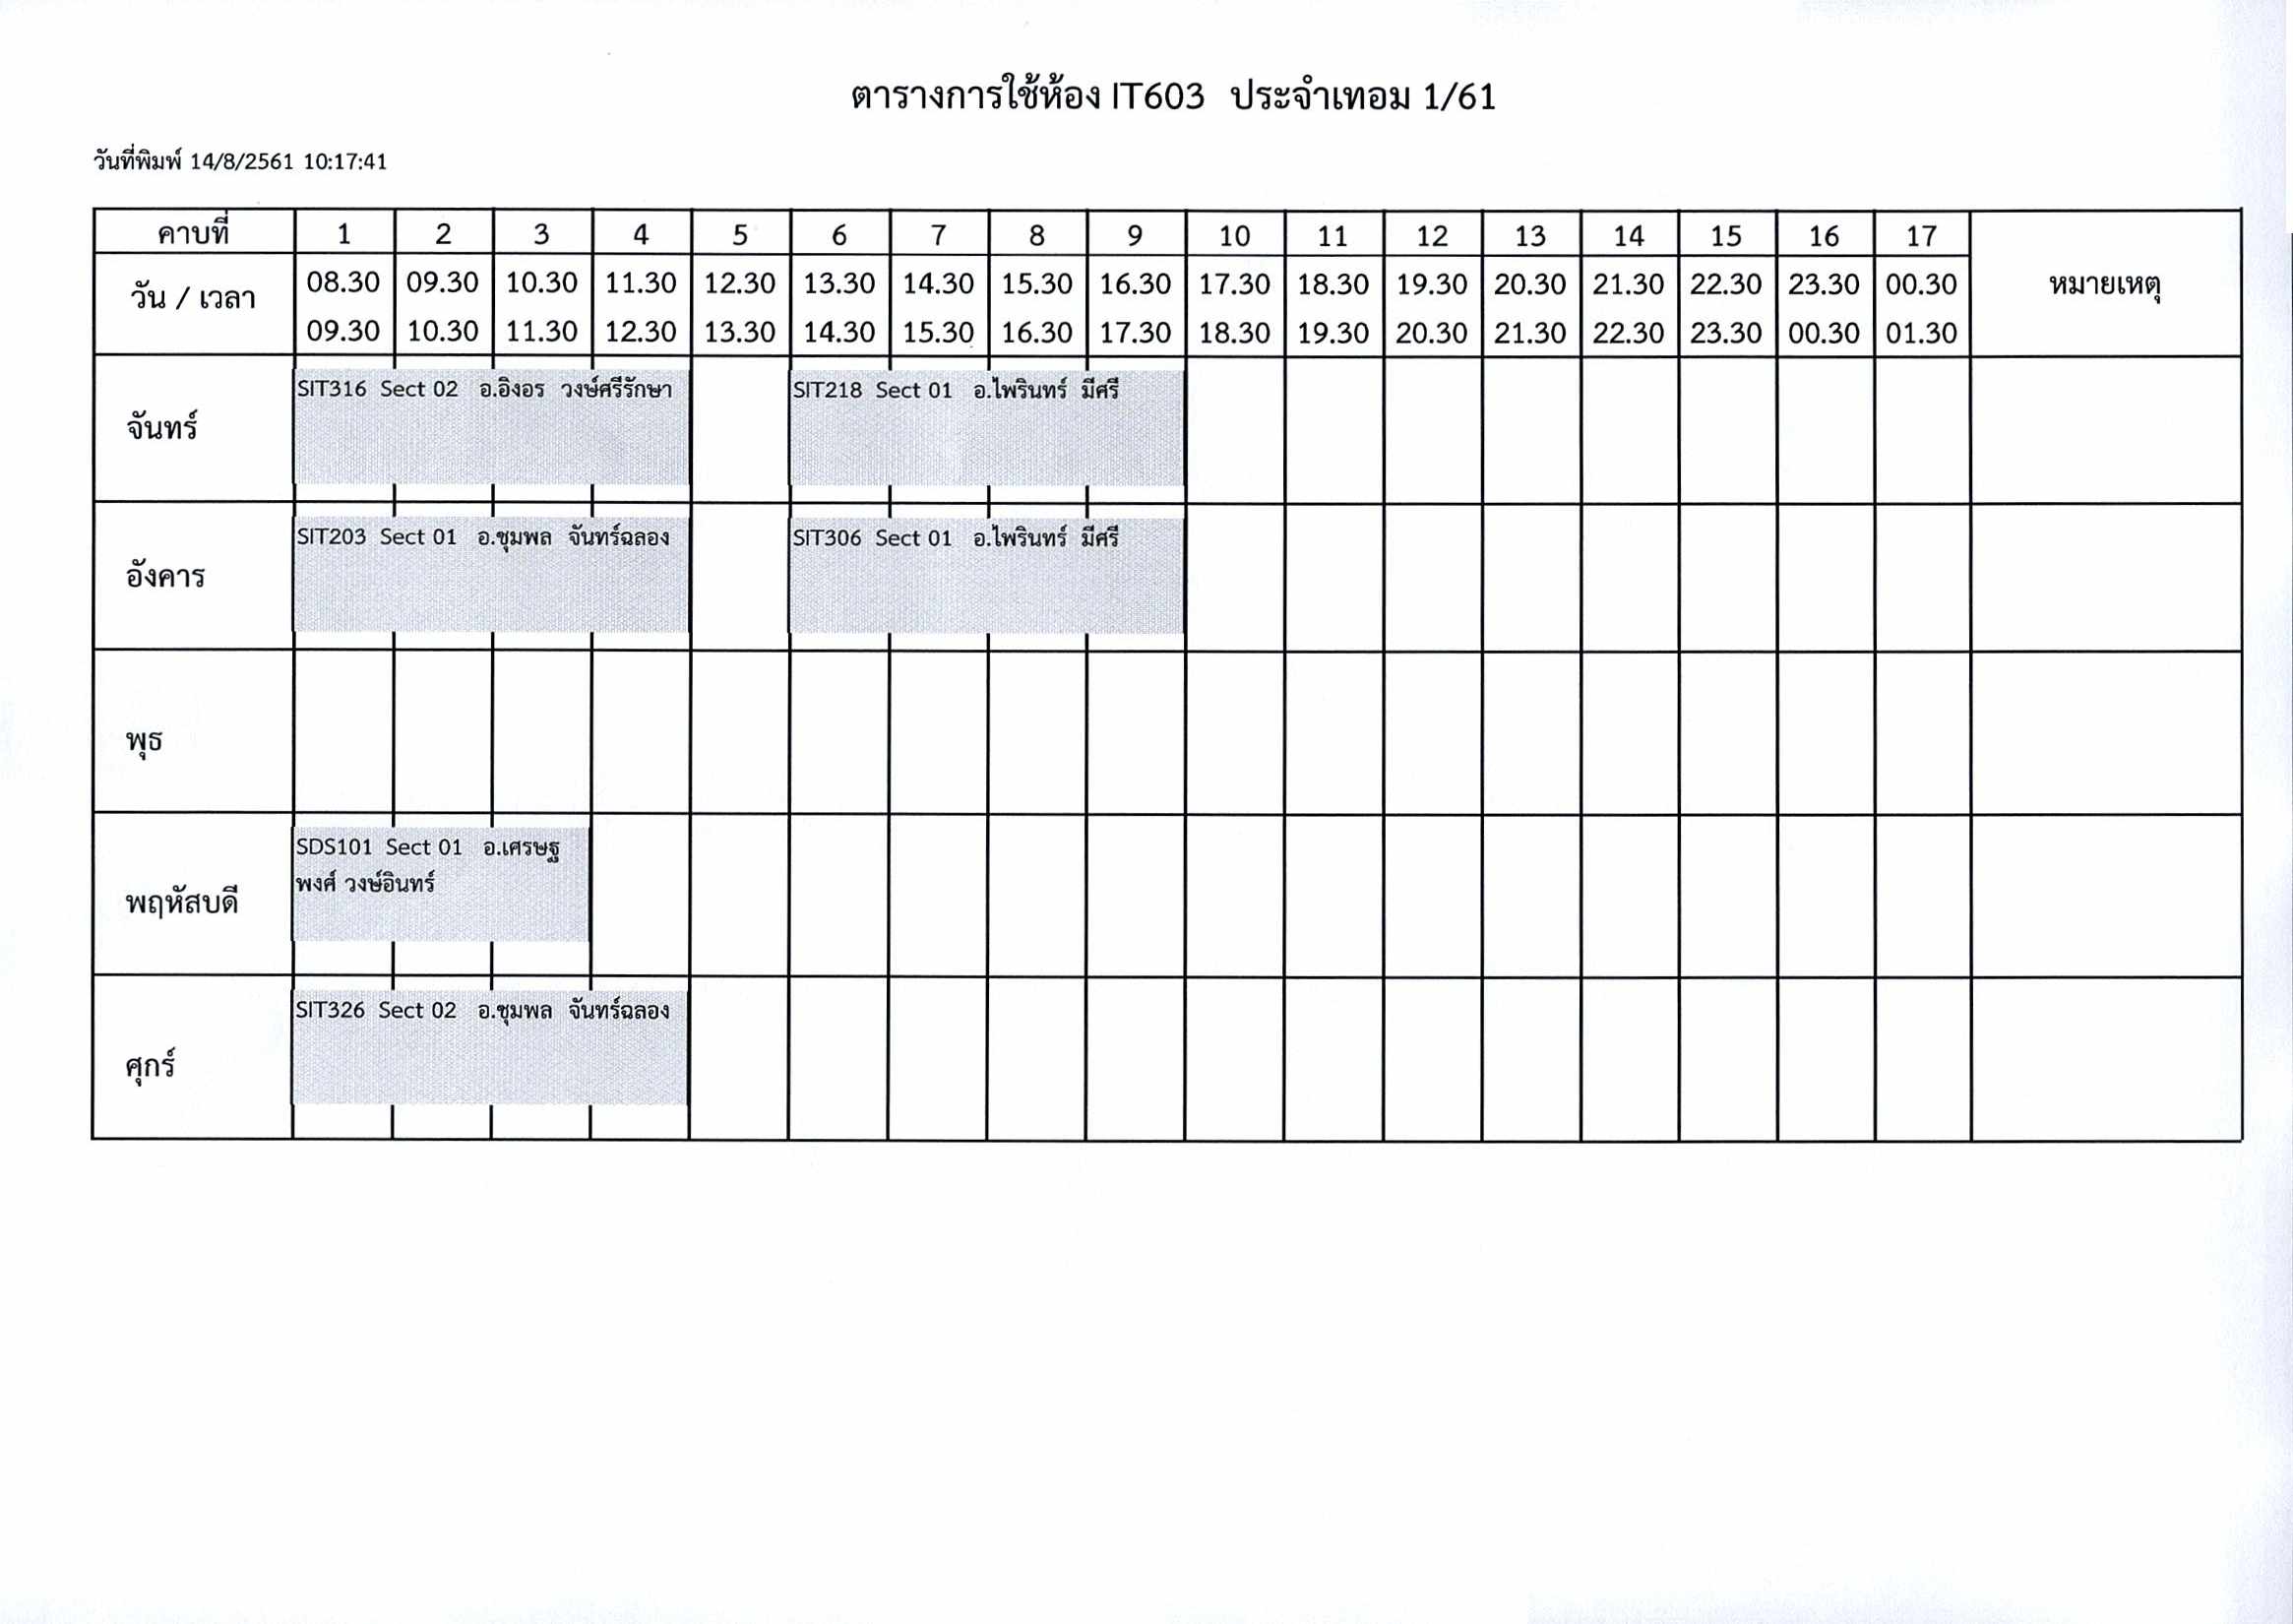 ตารางการใช้ห้อง IT603 ประจำเทอม 1/61
วันที่พิมพ์ 14/8/2561 10:17:41
คาบที่ 1 2 3 4 5 6 7 8 9 10 11 12 13 14 15 16 17
วัน / เวลา
08.30 09.30 10.30 11.30 12.30 13.30 14.30 15.30 16.30 17.30 18.30 19.30 20.30 21.30 22.30 23.30 00.30
หมายเหตุ
09.30 10.30 11.30 12.30 13.30 14.30 15.30 16.30 17.30 18.30 19.30 20.30 21.30 22.30 23.30 00.30 01.30
จันทร์
SIT316 Sect 02 อ.อิงอร วงษ์ศรีรักษา
SIT218 Sect 01 อ.ไพรินทร์ มีศรี
อังคาร
SIT203 Sect 01 อ.ชุมพล จันทร์ฉลอง
SIT306 Sect 01 อ.ไพรินทร์ มีศรี
พุธ
พฤหัสบดี
SDS101 Sect 01 อ.เศรษฐ
พงศ์ วงษ์อินทร์
ศุกร์
SIT326 Sect 02 อ.ชุมพล จันทร์ฉลอง